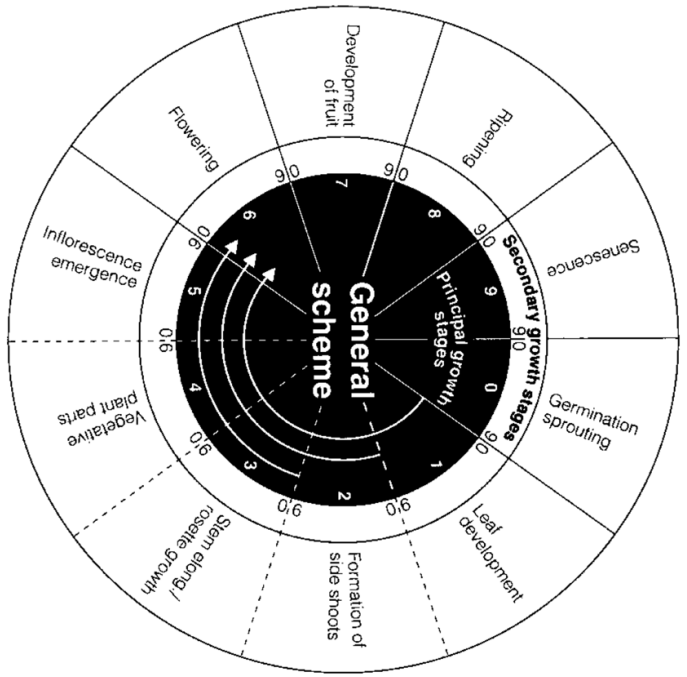 General
scheme
Principal growth
stages
Secondary growth stages
0
Germination
sprouting
9 0
1
Leaf
development
9 0
2
Formation of
side shoots
9 0
3
Stem elong./
rosette growth
9 0
4
Vegetative
plant parts
9 0
5
Inflorescence
emergence
9 0
6
Flowering
9 0
7
Development
of fruit
9 0
8
Ripening
9 0
9
Senescence
9 0